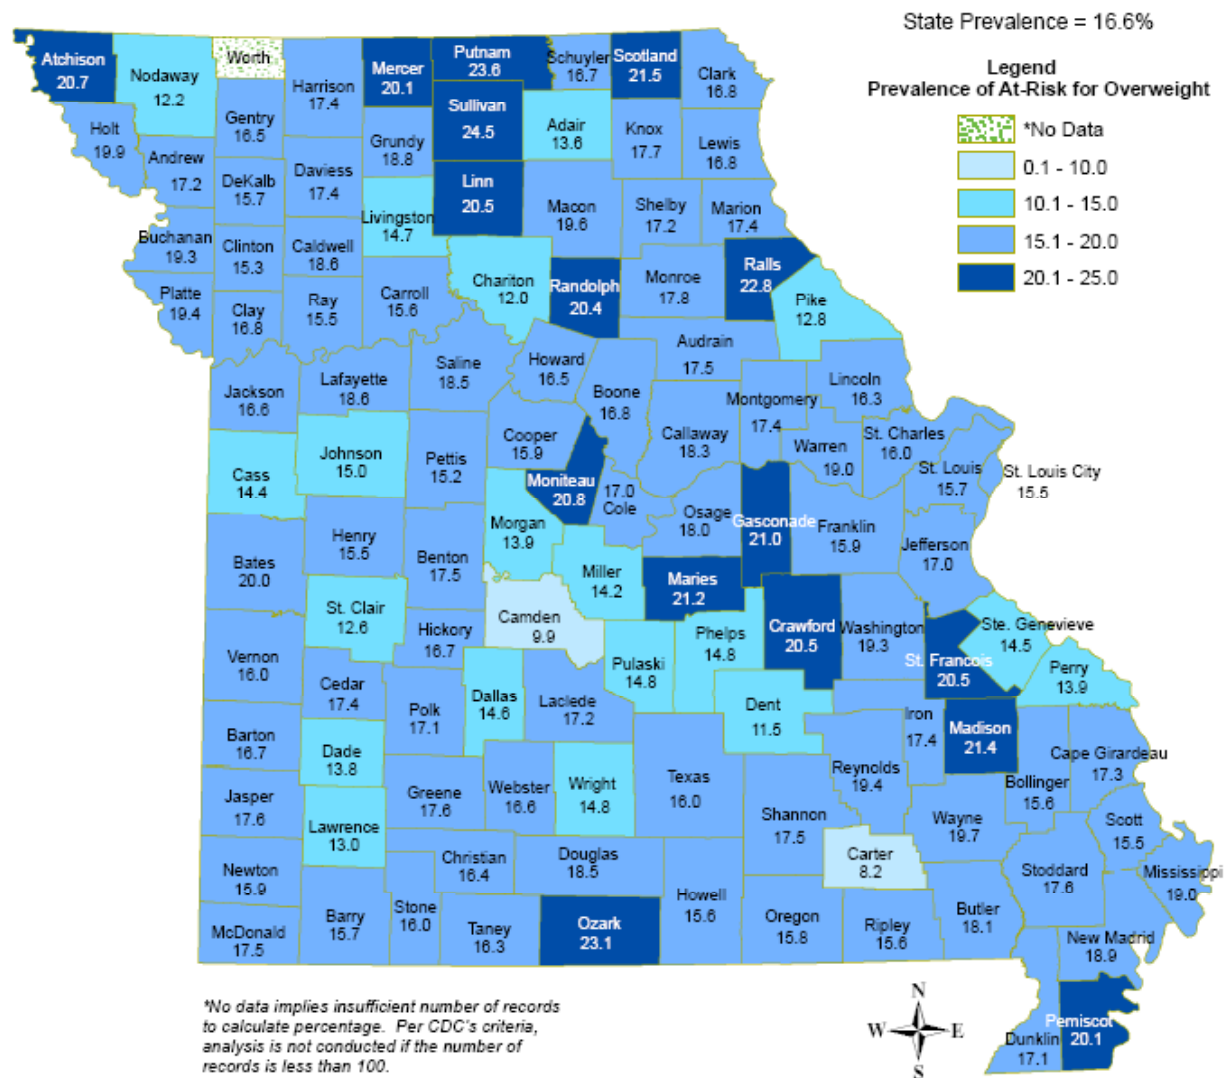 State Prevalence = 16.6%
Legend
Prevalence of At-Risk for Overweight
*No Data
0.1 - 10.0
10.1 - 15.0
15.1 - 20.0
20.1 - 25.0
Atchison
20.7
Nodaway
12.2
Worth
Harrison
17.4
Mercer
20.1
Putnam
23.6
Schuyler
16.7
Scotland
21.5
Clark
16.8
Holt
19.9
Andrew
17.2
Gentry
16.5
DeKalb
15.7
Daviess
17.4
Grundy
18.8
Sullivan
24.5
Adair
13.6
Knox
17.7
Lewis
16.8
Livingston
14.7
Linn
20.5
Macon
19.6
Shelby
17.2
Marion
17.4
Buchanan
19.3
Clinton
15.3
Caldwell
18.6
Platte
19.4
Clay
16.8
Ray
15.5
Carroll
15.6
Chariton
12.0
Randolph
20.4
Monroe
17.8
Ralls
22.8
Pike
12.8
Audrain
17.5
Jackson
16.6
Lafayette
18.6
Saline
18.5
Howard
16.5
Boone
16.8
Callaway
18.3
Montgomery
17.4
Lincoln
16.3
Warren
19.0
St. Charles
16.0
St. Louis
15.7
St. Louis City
15.5
Cass
14.4
Johnson
15.0
Pettis
15.2
Cooper
15.9
Moniteau
20.8
17.0
Cole
Osage
18.0
Gasconade
21.0
Franklin
15.9
Jefferson
17.0
Bates
20.0
Henry
15.5
Benton
17.5
Morgan
13.9
Miller
14.2
Maries
21.2
St. Clair
12.6
Hickory
16.7
Camden
9.9
Pulaski
14.8
Phelps
14.8
Crawford
20.5
Washington
19.3
St. Francois
20.5
Ste. Genevieve
14.5
Perry
13.9
Vernon
16.0
Cedar
17.4
Polk
17.1
Dallas
14.6
Laclede
17.2
Dent
11.5
Iron
17.4
Madison
21.4
Cape Girardeau
17.3
Bollinger
15.6
Barton
16.7
Dade
13.8
Greene
17.6
Webster
16.6
Wright
14.8
Texas
16.0
Reynolds
19.4
Shannon
17.5
Wayne
19.7
Scott
15.5
Jasper
17.6
Lawrence
13.0
Christian
16.4
Douglas
18.5
Carter
8.2
Stoddard
17.6
Mississippi
19.0
Newton
15.9
McDonald
17.5
Barry
15.7
Stone
16.0
Taney
16.3
Ozark
23.1
Howell
15.6
Oregon
15.8
Ripley
15.6
Butler
18.1
New Madrid
18.9
Pemiscot
20.1
Dunklin
17.1
*No data implies insufficient number of records
to calculate percentage.  Per CDC's criteria,
analysis is not conducted if the number of
records is less than 100.
N
W
E
S